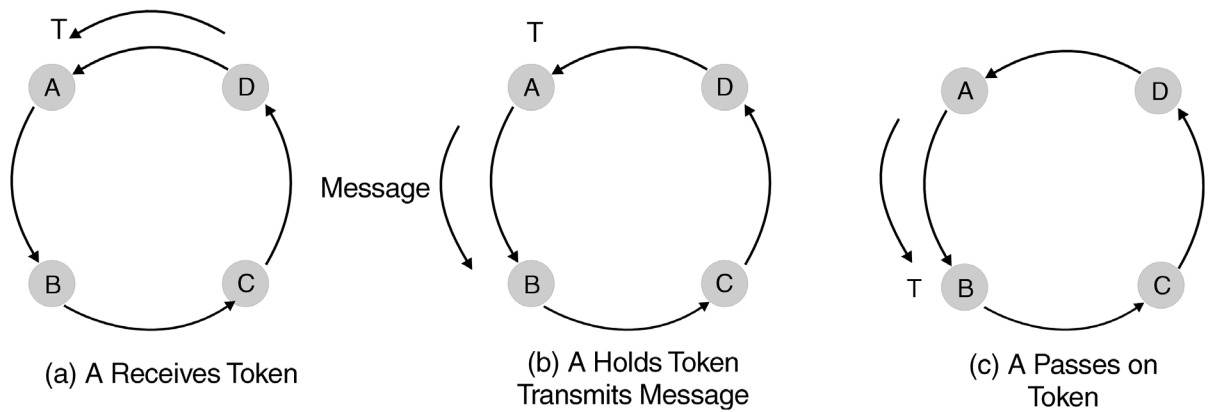 T
A
D
B
C
(a) A Receives Token
T
A
D
Message
B
C
(b) A Holds Token
Transmits Message
A
D
T
B
C
(c) A Passes on
Token